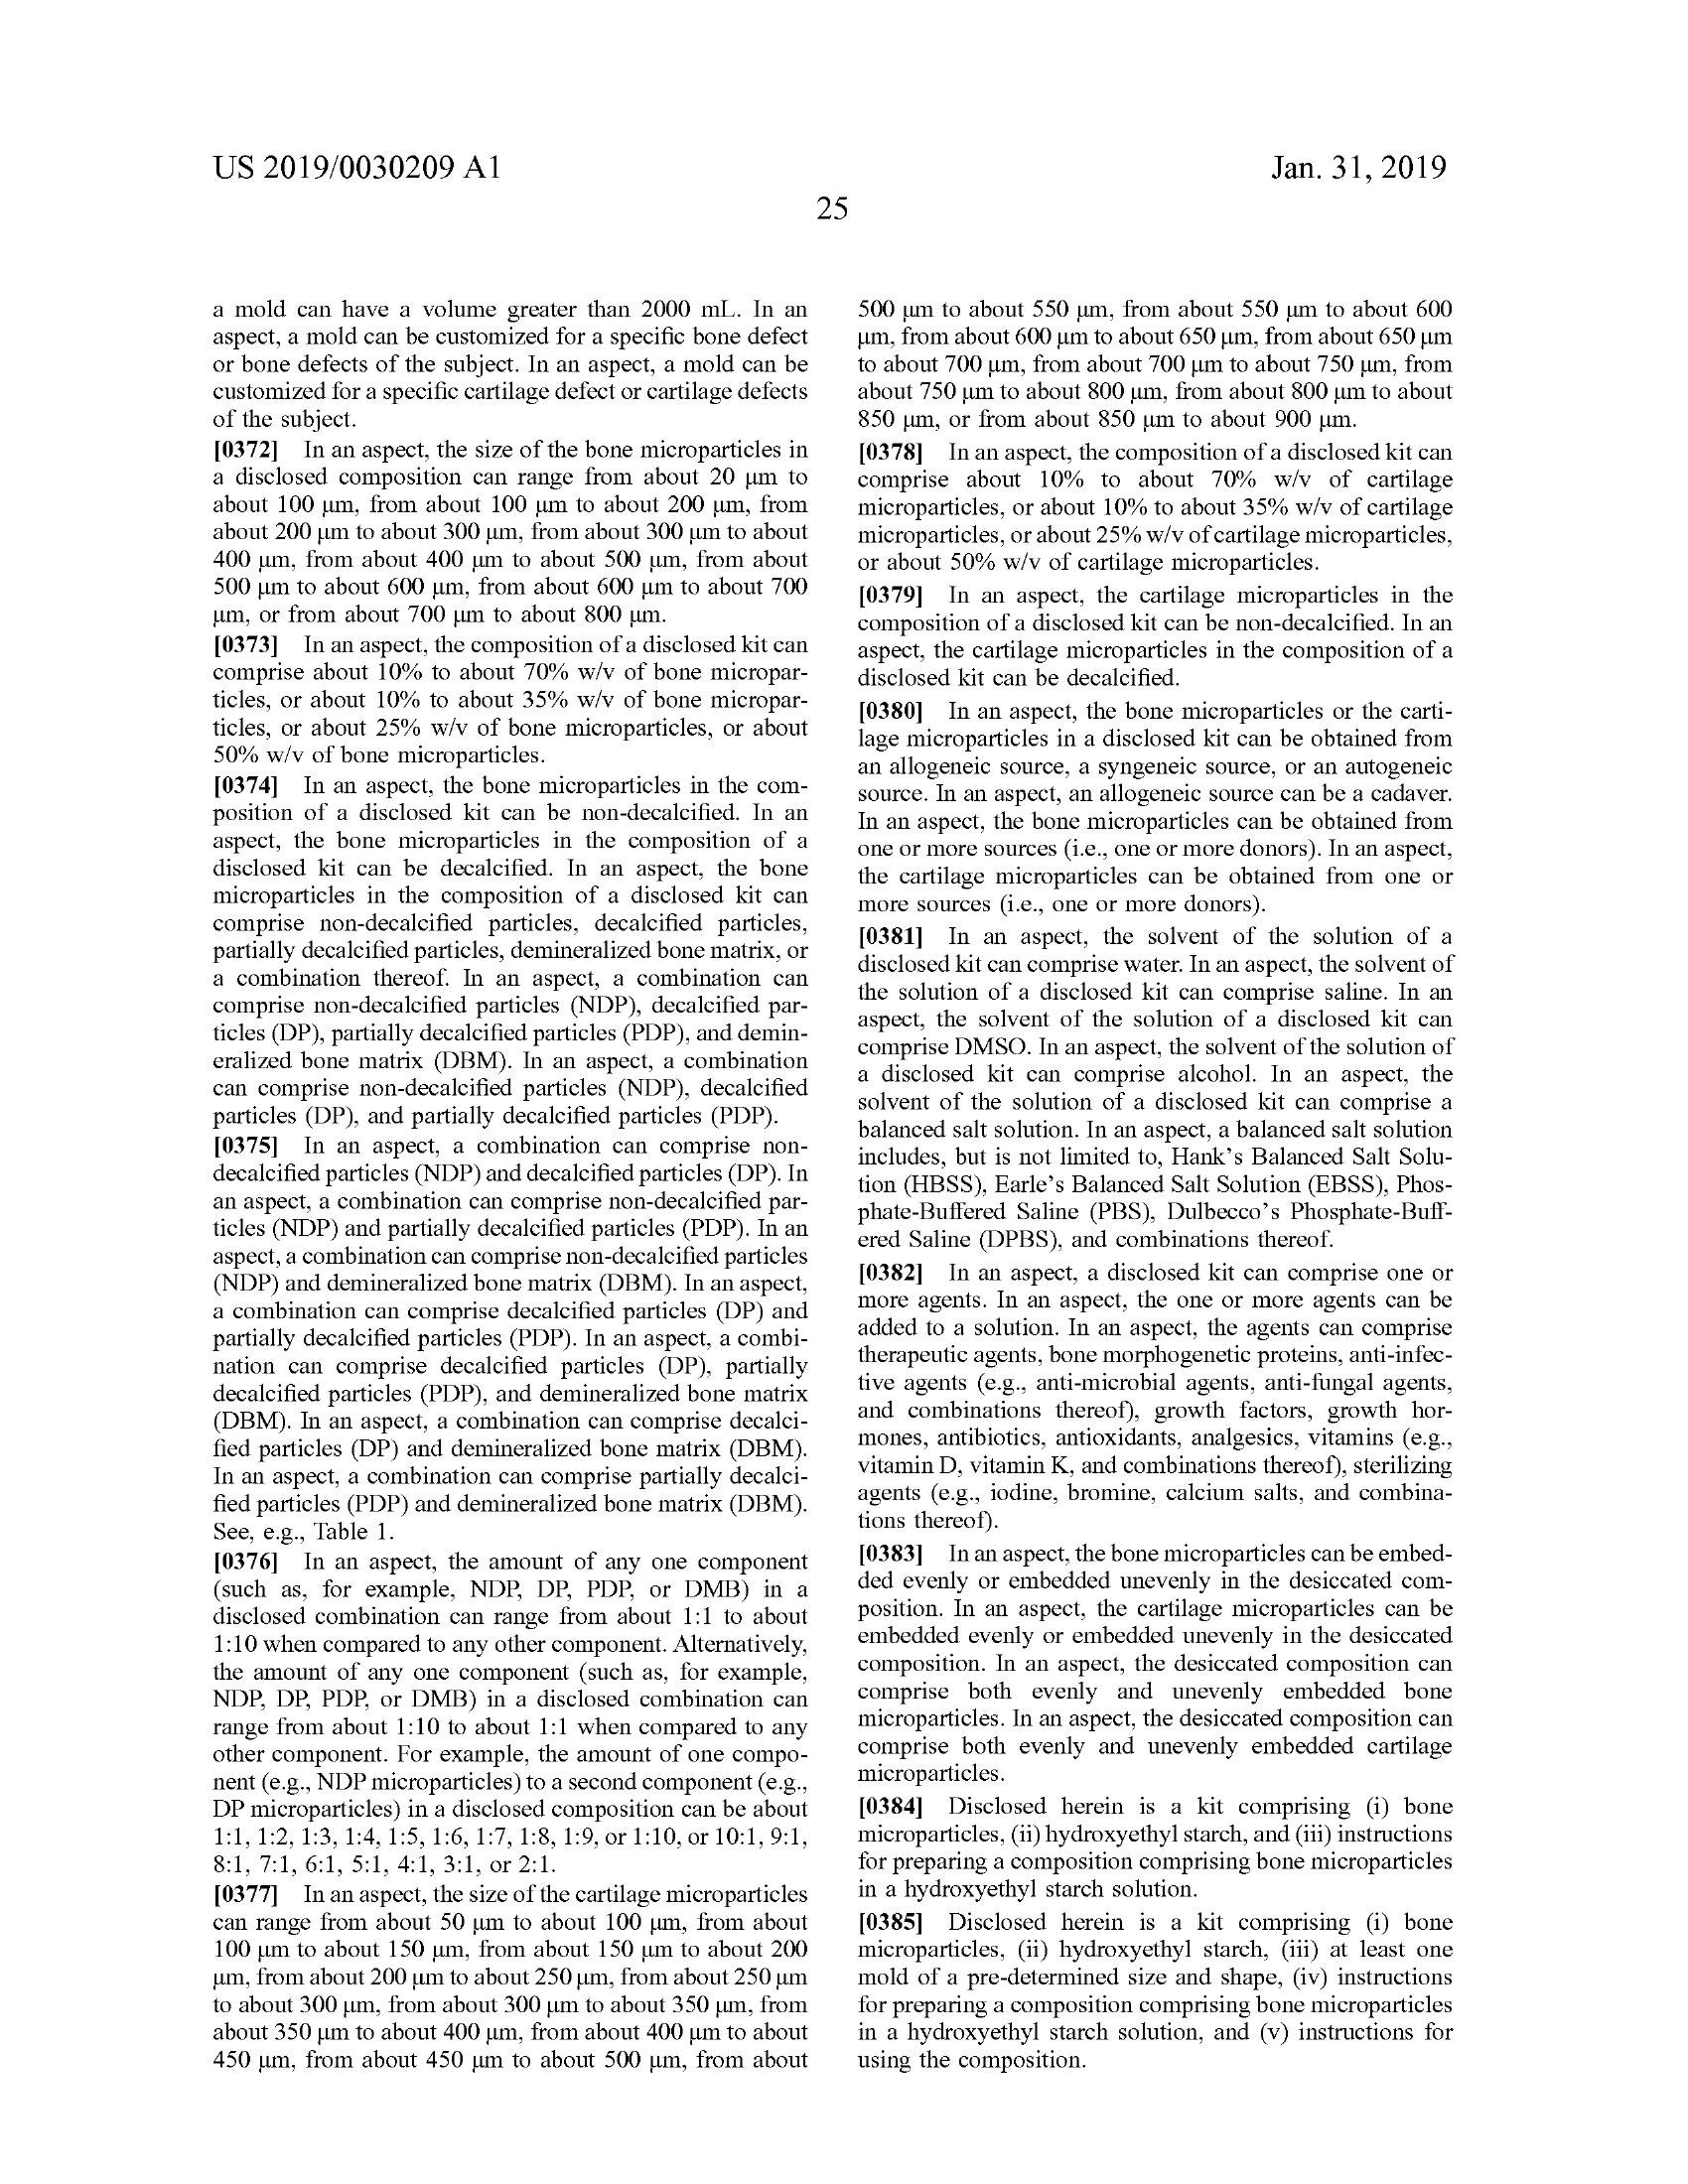 US 2019/0030209 A1
Jan. 31, 2019
25
a mold can have a volume greater than 2000 mL. In an
aspect, a mold can be customized for a specific bone defect
or bone defects of the subject. In an aspect, a mold can be
customized for a specific cartilage defect or cartilage defects
of the subject.
[0372] In an aspect, the size of the bone microparticles in
a disclosed composition can range from about 20 μm to
about 100 μm, from about 100 μm to about 200 μm, from
about 200 μm to about 300 μm, from about 300 μm to about
400 μm, from about 400 μm to about 500 μm, from about
500 μm to about 600 μm, from about 600 μm to about 700
μm, or from about 700 μm to about 800 μm.
[0373] In an aspect, the composition of a disclosed kit can
comprise about 10% to about 70% w/v of bone micropar-
ticles, or about 10% to about 35% w/v of bone micropar-
ticles, or about 25% w/v of bone microparticles, or about
50% w/v of bone microparticles.
[0374] In an aspect, the bone microparticles in the com-
position of a disclosed kit can be non-decalcified. In an
aspect, the bone microparticles in the composition of a
disclosed kit can be decalcified. In an aspect, the bone
microparticles in the composition of a disclosed kit can
comprise non-decalcified particles, decalcified particles,
partially decalcified particles, demineralized bone matrix, or
a combination thereof. In an aspect, a combination can
comprise non-decalcified particles (NDP), decalcified par-
ticles (DP), partially decalcified particles (PDP), and demin-
eralized bone matrix (DBM). In an aspect, a combination
can comprise non-decalcified particles (NDP), decalcified
particles (DP), and partially decalcified particles (PDP).
[0375] In an aspect, a combination can comprise non-
decalcified particles (NDP) and decalcified particles (DP). In
an aspect, a combination can comprise non-decalcified par-
ticles (NDP) and partially decalcified particles (PDP). In an
aspect, a combination can comprise non-decalcified particles
(NDP) and demineralized bone matrix (DBM). In an aspect,
a combination can comprise decalcified particles (DP) and
partially decalcified particles (PDP). In an aspect, a combi-
nation can comprise decalcified particles (DP), partially
decalcified particles (PDP), and demineralized bone matrix
(DBM). In an aspect, a combination can comprise decalci-
fied particles (DP) and demineralized bone matrix (DBM).
In an aspect, a combination can comprise partially decalci-
fied particles (PDP) and demineralized bone matrix (DBM).
See, e.g., Table 1.
[0376] In an aspect, the amount of any one component
(such as, for example, NDP, DP, PDP, or DMB) in a
disclosed combination can range from about 1:1 to about
1:10 when compared to any other component. Alternatively,
the amount of any one component (such as, for example,
NDP, DP, PDP, or DMB) in a disclosed combination can
range from about 1:10 to about 1:1 when compared to any
other component. For example, the amount of one compo-
nent (e.g., NDP microparticles) to a second component (e.g.,
DP microparticles) in a disclosed composition can be about
1:1, 1:2, 1:3, 1:4, 1:5, 1:6, 1:7, 1:8, 1:9, or 1:10, or 10:1, 9:1,
8:1, 7:1, 6:1, 5:1, 4:1, 3:1, or 2:1.
[0377] In an aspect, the size of the cartilage microparticles
can range from about 50 μm to about 100 μm, from about
100 μm to about 150 μm, from about 150 μm to about 200
μm, from about 200 μm to about 250 μm, from about 250 μm
to about 300 μm, from about 300 μm to about 350 μm, from
about 350 μm to about 400 μm, from about 400 μm to about
450 μm, from about 450 μm to about 500 μm, from about
500 μm to about 550 μm, from about 550 μm to about 600
μm, from about 600 μm to about 650 μm, from about 650 μm
to about 700 μm, from about 700 μm to about 750 μm, from
about 750 μm to about 800 μm, from about 800 μm to about
850 μm, or from about 850 μm to about 900 μm.
[0378] In an aspect, the composition of a disclosed kit can
comprise about 10% to about 70% w/v of cartilage
microparticles, or about 10% to about 35% w/v of cartilage
microparticles, or about 25% w/v of cartilage microparticles,
or about 50% w/v of cartilage microparticles.
[0379] In an aspect, the cartilage microparticles in the
composition of a disclosed kit can be non-decalcified. In an
aspect, the cartilage microparticles in the composition of a
disclosed kit can be decalcified.
[0380] In an aspect, the bone microparticles or the carti-
lage microparticles in a disclosed kit can be obtained from
an allogeneic source, a syngeneic source, or an autogeneic
source. In an aspect, an allogeneic source can be a cadaver.
In an aspect, the bone microparticles can be obtained from
one or more sources (i.e., one or more donors). In an aspect,
the cartilage microparticles can be obtained from one or
more sources (i.e., one or more donors).
[0381] In an aspect, the solvent of the solution of a
disclosed kit can comprise water. In an aspect, the solvent of
the solution of a disclosed kit can comprise saline. In an
aspect, the solvent of the solution of a disclosed kit can
comprise DMSO. In an aspect, the solvent of the solution of
a disclosed kit can comprise alcohol. In an aspect, the
solvent of the solution of a disclosed kit can comprise a
balanced salt solution. In an aspect, a balanced salt solution
includes, but is not limited to, Hank's Balanced Salt Solu-
tion (HBSS), Earle's Balanced Salt Solution (EBSS), Phos-
phate-Buffered Saline (PBS), Dulbecco's Phosphate-Buff-
ered Saline (DPBS), and combinations thereof.
[0382] In an aspect, a disclosed kit can comprise one or
more agents. In an aspect, the one or more agents can be
added to a solution. In an aspect, the agents can comprise
therapeutic agents, bone morphogenetic proteins, anti-infec-
tive agents (e.g., anti-microbial agents, anti-fungal agents,
and combinations thereof), growth factors, growth hor-
mones, antibiotics, antioxidants, analgesics, vitamins (e.g.,
vitamin D, vitamin K, and combinations thereof), sterilizing
agents (e.g., iodine, bromine, calcium salts, and combina-
tions thereof).
[0383] In an aspect, the bone microparticles can be embed-
ded evenly or embedded unevenly in the desiccated com-
position. In an aspect, the cartilage microparticles can be
embedded evenly or embedded unevenly in the desiccated
composition. In an aspect, the desiccated composition can
comprise both evenly and unevenly embedded bone
microparticles. In an aspect, the desiccated composition can
comprise both evenly and unevenly embedded cartilage
microparticles.
[0384] Disclosed herein is a kit comprising (i) bone
microparticles, (ii) hydroxyethyl starch, and (iii) instructions
for preparing a composition comprising bone microparticles
in a hydroxyethyl starch solution.
[0385] Disclosed herein is a kit comprising (i) bone
microparticles, (ii) hydroxyethyl starch, (iii) at least one
mold of a pre-determined size and shape, (iv) instructions
for preparing a composition comprising bone microparticles
in a hydroxyethyl starch solution, and (v) instructions for
using the composition.